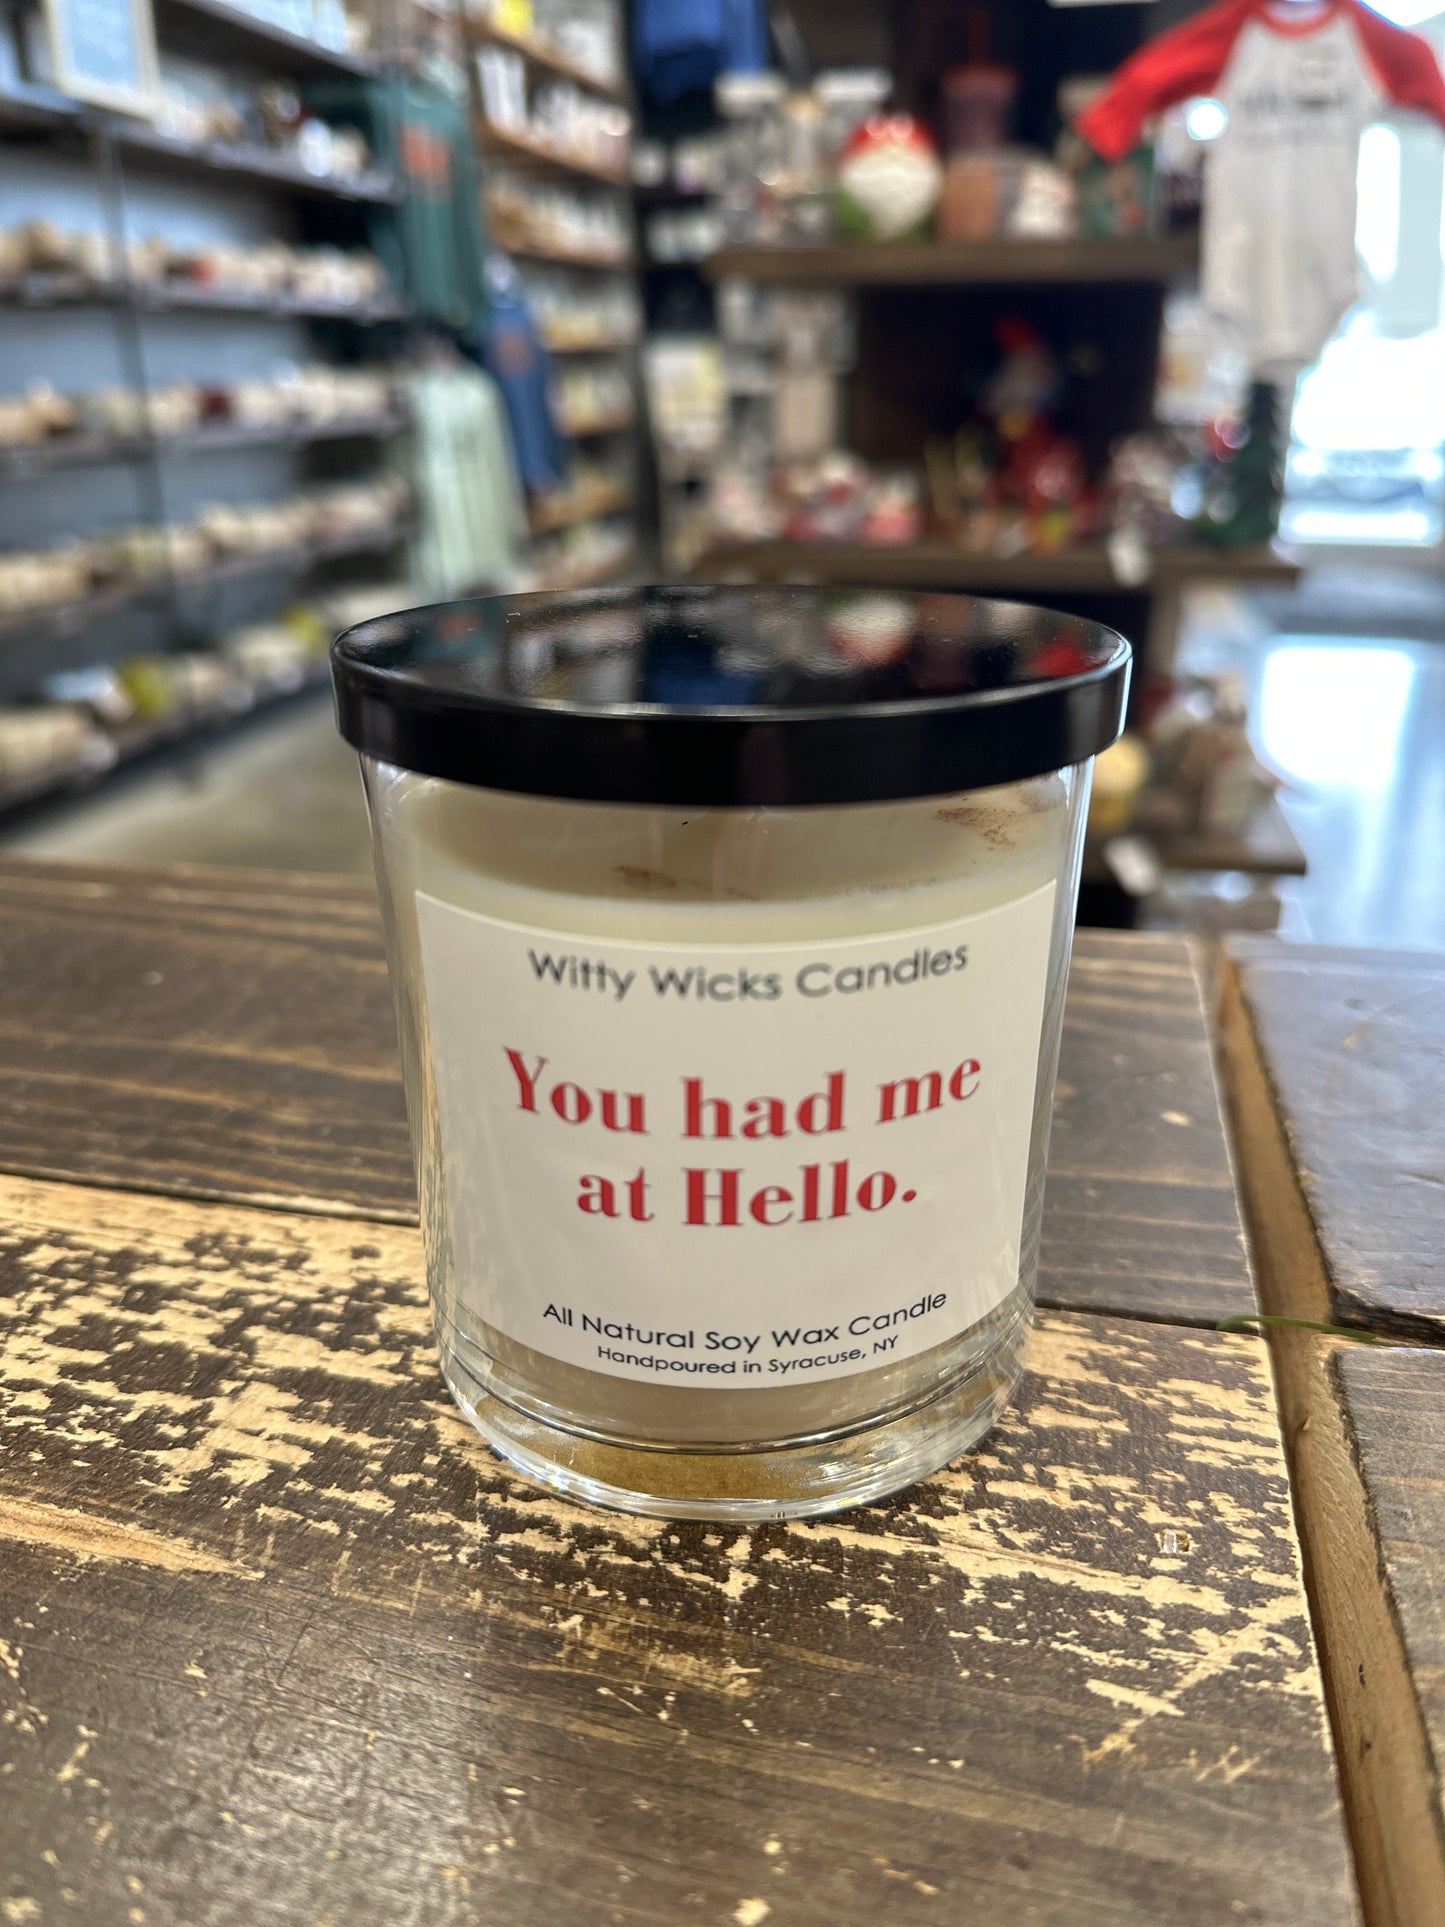 Witty Wicks Candles
You had me
at Hello.
All Natural Soy Wax Candle
Handpoured in Syracuse, NY